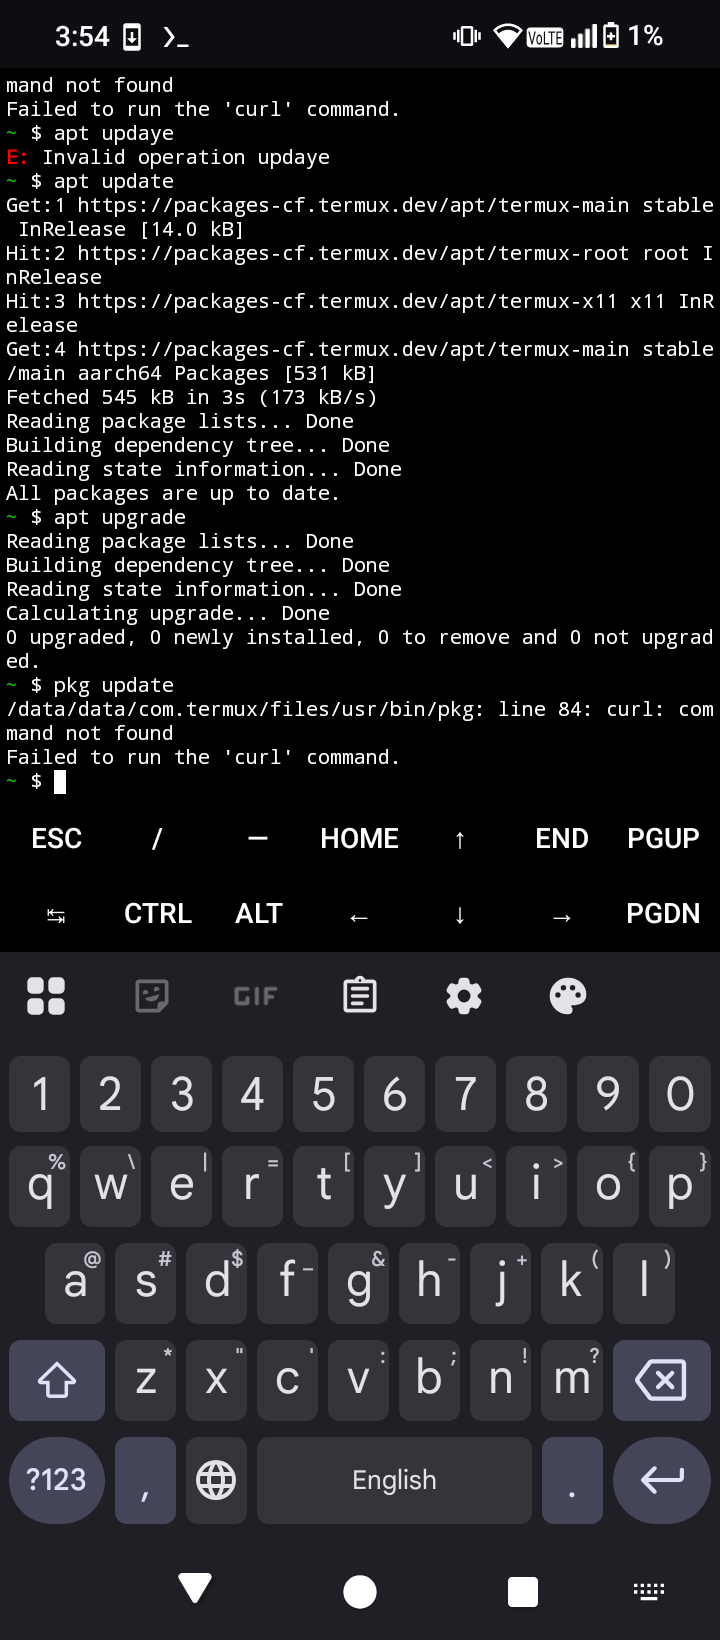 3:54
VoLTE
1%
mand not found
Failed to run the 'curl' command.
~ $ apt updaye
E: Invalid operation updaye
~ $ apt update
Get:1 https://packages-cf.termux.dev/apt/termux-main stable
 InRelease [14.0 kB]
Hit:2 https://packages-cf.termux.dev/apt/termux-root root I
nRelease
Hit:3 https://packages-cf.termux.dev/apt/termux-x11 x11 InR
elease
Get:4 https://packages-cf.termux.dev/apt/termux-main stable
/main aarch64 Packages [531 kB]
Fetched 545 kB in 3s (173 kB/s)
Reading package lists... Done
Building dependency tree... Done
Reading state information... Done
All packages are up to date.
~ $ apt upgrade
Reading package lists... Done
Building dependency tree... Done
Reading state information... Done
Calculating upgrade... Done
0 upgraded, 0 newly installed, 0 to remove and 0 not upgrad
ed.
~ $ pkg update
/data/data/com.termux/files/usr/bin/pkg: line 84: curl: com
mand not found
Failed to run the 'curl' command.
~ $
ESC / — HOME ↑ END PGUP
↹ CTRL ALT ← ↓ → PGDN
GIF
1 2 3 4 5 6 7 8 9 0
q% w\ e| r= t[ y] u< i> o{ p}
a@ s# d$ f_ g& h- j+ k( l)
z* x" c' v: b; n! m?
?123 , English .